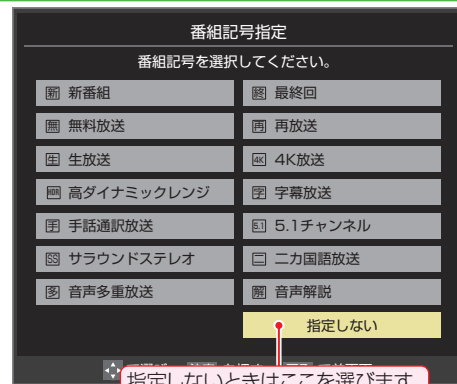 番組記号指定
番組記号を選択してください。
新 新番組
終 最終回
無 無料放送
再 再放送
生 生放送
4K 4K放送
HDR 高ダイナミックレンジ
字 字幕放送
手 手話通訳放送
5.1 5.1チャンネル
SS サラウンドステレオ
二 二カ国語放送
多 音声多重放送
解 音声解説
指定しない
指定しないときはここを選びます